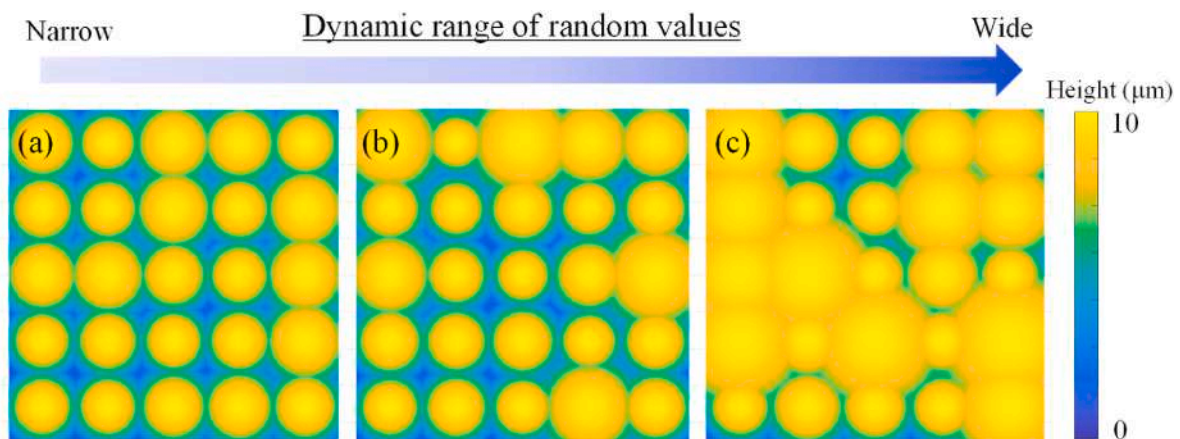 Narrow
Dynamic range of random values
Wide
Height (μm)
(a)
(b)
(c)
10
0